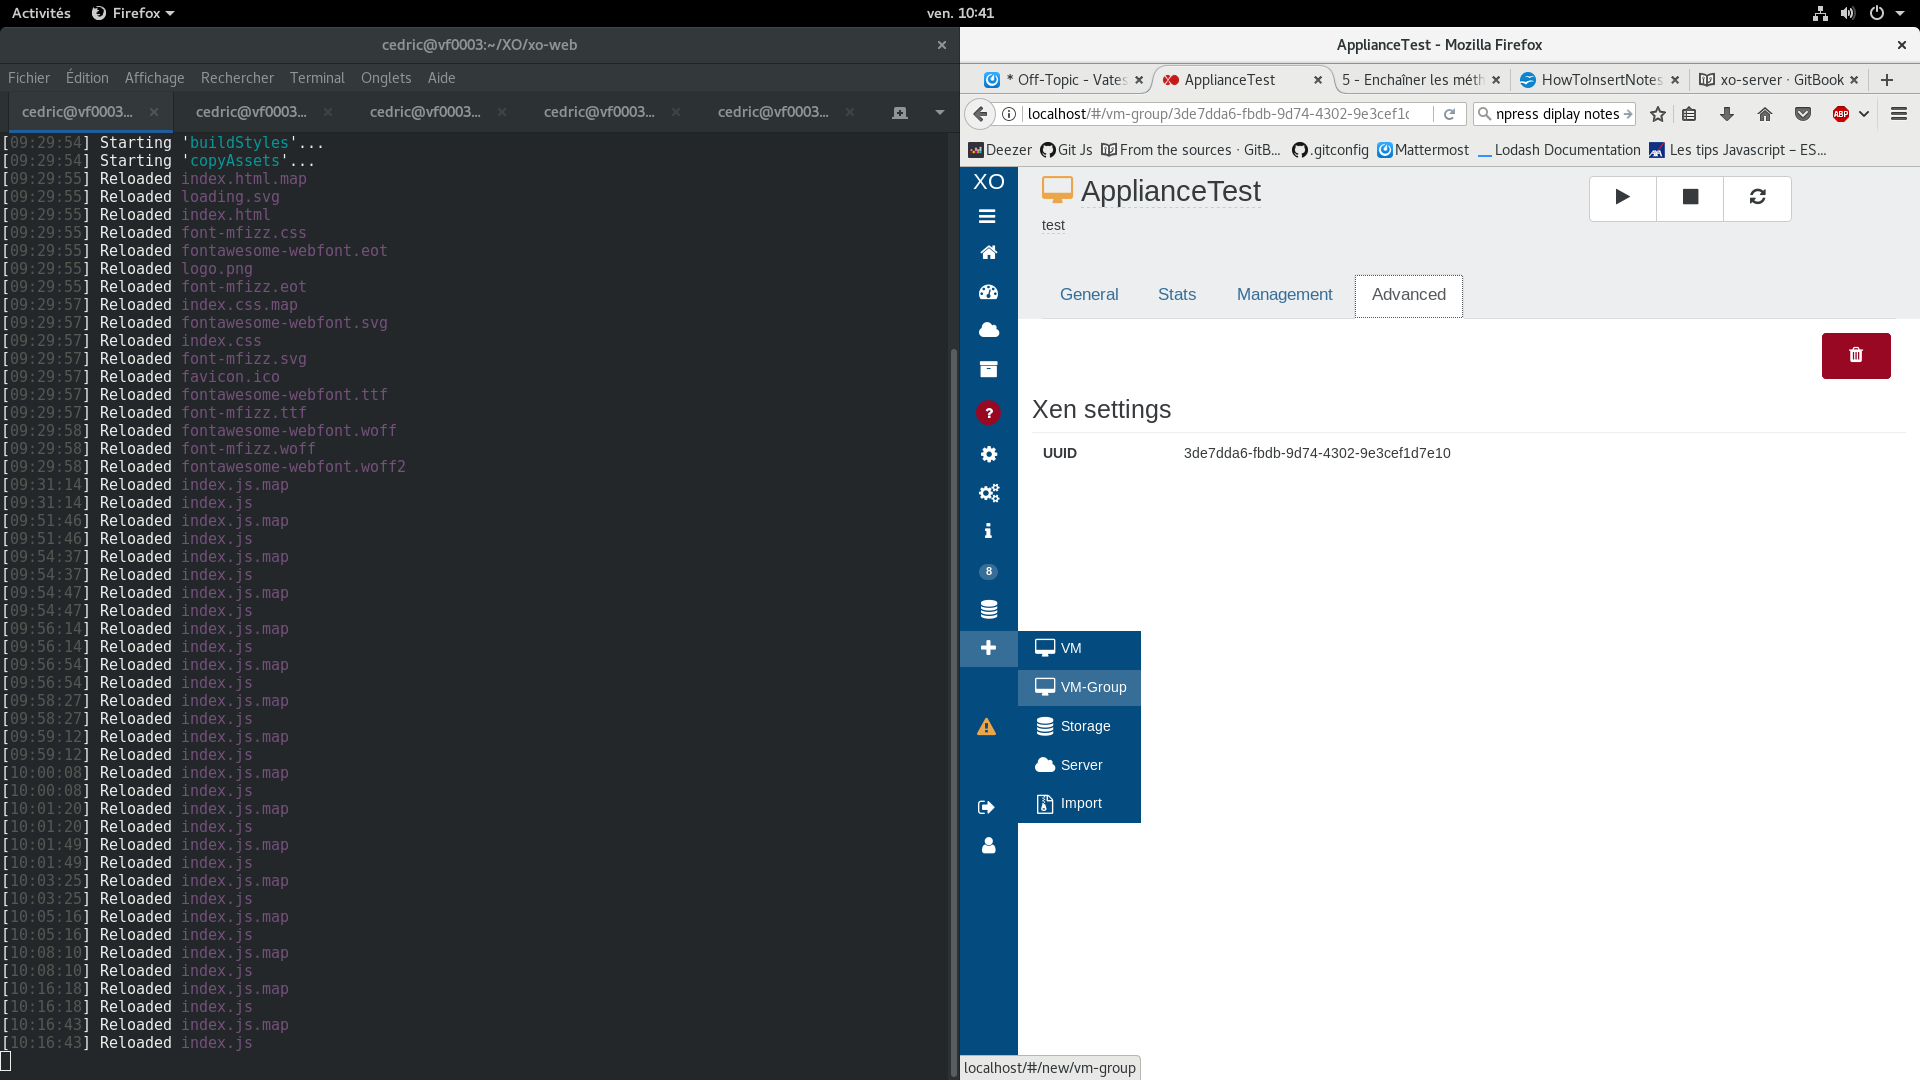 Activités
Firefox
ven. 10:41
cedric@vf0003:~/XO/xo-web
Fichier Édition Affichage Rechercher Terminal Onglets Aide
cedric@vf0003... cedric@vf0003... cedric@vf0003... cedric@vf0003... cedric@vf0003...
[09:29:54] Starting 'buildStyles'...
[09:29:54] Starting 'copyAssets'...
[09:29:55] Reloaded index.html.map
[09:29:55] Reloaded loading.svg
[09:29:55] Reloaded index.html
[09:29:55] Reloaded font-mfizz.css
[09:29:55] Reloaded fontawesome-webfont.eot
[09:29:55] Reloaded logo.png
[09:29:55] Reloaded font-mfizz.eot
[09:29:57] Reloaded index.css.map
[09:29:57] Reloaded fontawesome-webfont.svg
[09:29:57] Reloaded index.css
[09:29:57] Reloaded font-mfizz.svg
[09:29:57] Reloaded favicon.ico
[09:29:57] Reloaded fontawesome-webfont.ttf
[09:29:57] Reloaded font-mfizz.ttf
[09:29:58] Reloaded fontawesome-webfont.woff
[09:29:58] Reloaded font-mfizz.woff
[09:29:58] Reloaded fontawesome-webfont.woff2
[09:31:14] Reloaded index.js.map
[09:31:14] Reloaded index.js
[09:51:46] Reloaded index.js.map
[09:51:46] Reloaded index.js
[09:54:37] Reloaded index.js.map
[09:54:37] Reloaded index.js
[09:54:47] Reloaded index.js.map
[09:54:47] Reloaded index.js
[09:56:14] Reloaded index.js.map
[09:56:14] Reloaded index.js
[09:56:54] Reloaded index.js.map
[09:56:54] Reloaded index.js
[09:58:27] Reloaded index.js.map
[09:58:27] Reloaded index.js
[09:59:12] Reloaded index.js.map
[09:59:12] Reloaded index.js
[10:00:08] Reloaded index.js.map
[10:00:08] Reloaded index.js
[10:01:20] Reloaded index.js.map
[10:01:20] Reloaded index.js
[10:01:49] Reloaded index.js.map
[10:01:49] Reloaded index.js
[10:03:25] Reloaded index.js.map
[10:03:25] Reloaded index.js
[10:05:16] Reloaded index.js.map
[10:05:16] Reloaded index.js
[10:08:10] Reloaded index.js.map
[10:08:10] Reloaded index.js
[10:16:18] Reloaded index.js.map
[10:16:18] Reloaded index.js
[10:16:43] Reloaded index.js.map
[10:16:43] Reloaded index.js
ApplianceTest - Mozilla Firefox
* Off-Topic - Vates ApplianceTest 5 - Enchaîner les méth HowToInsertNotes xo-server · GitBook
localhost/#/vm-group/3de7dda6-fbdb-9d74-4302-9e3cef1c npress diplay notes ABP
Deezer Git Js From the sources · GitB... .gitconfig Mattermost Lodash Documentation Les tips Javascript – ES...
XO
ApplianceTest
test
General Stats Management Advanced
Xen settings
UUID 3de7dda6-fbdb-9d74-4302-9e3cef1d7e10
8
VM
VM-Group
Storage
Server
Import
localhost/#/new/vm-group